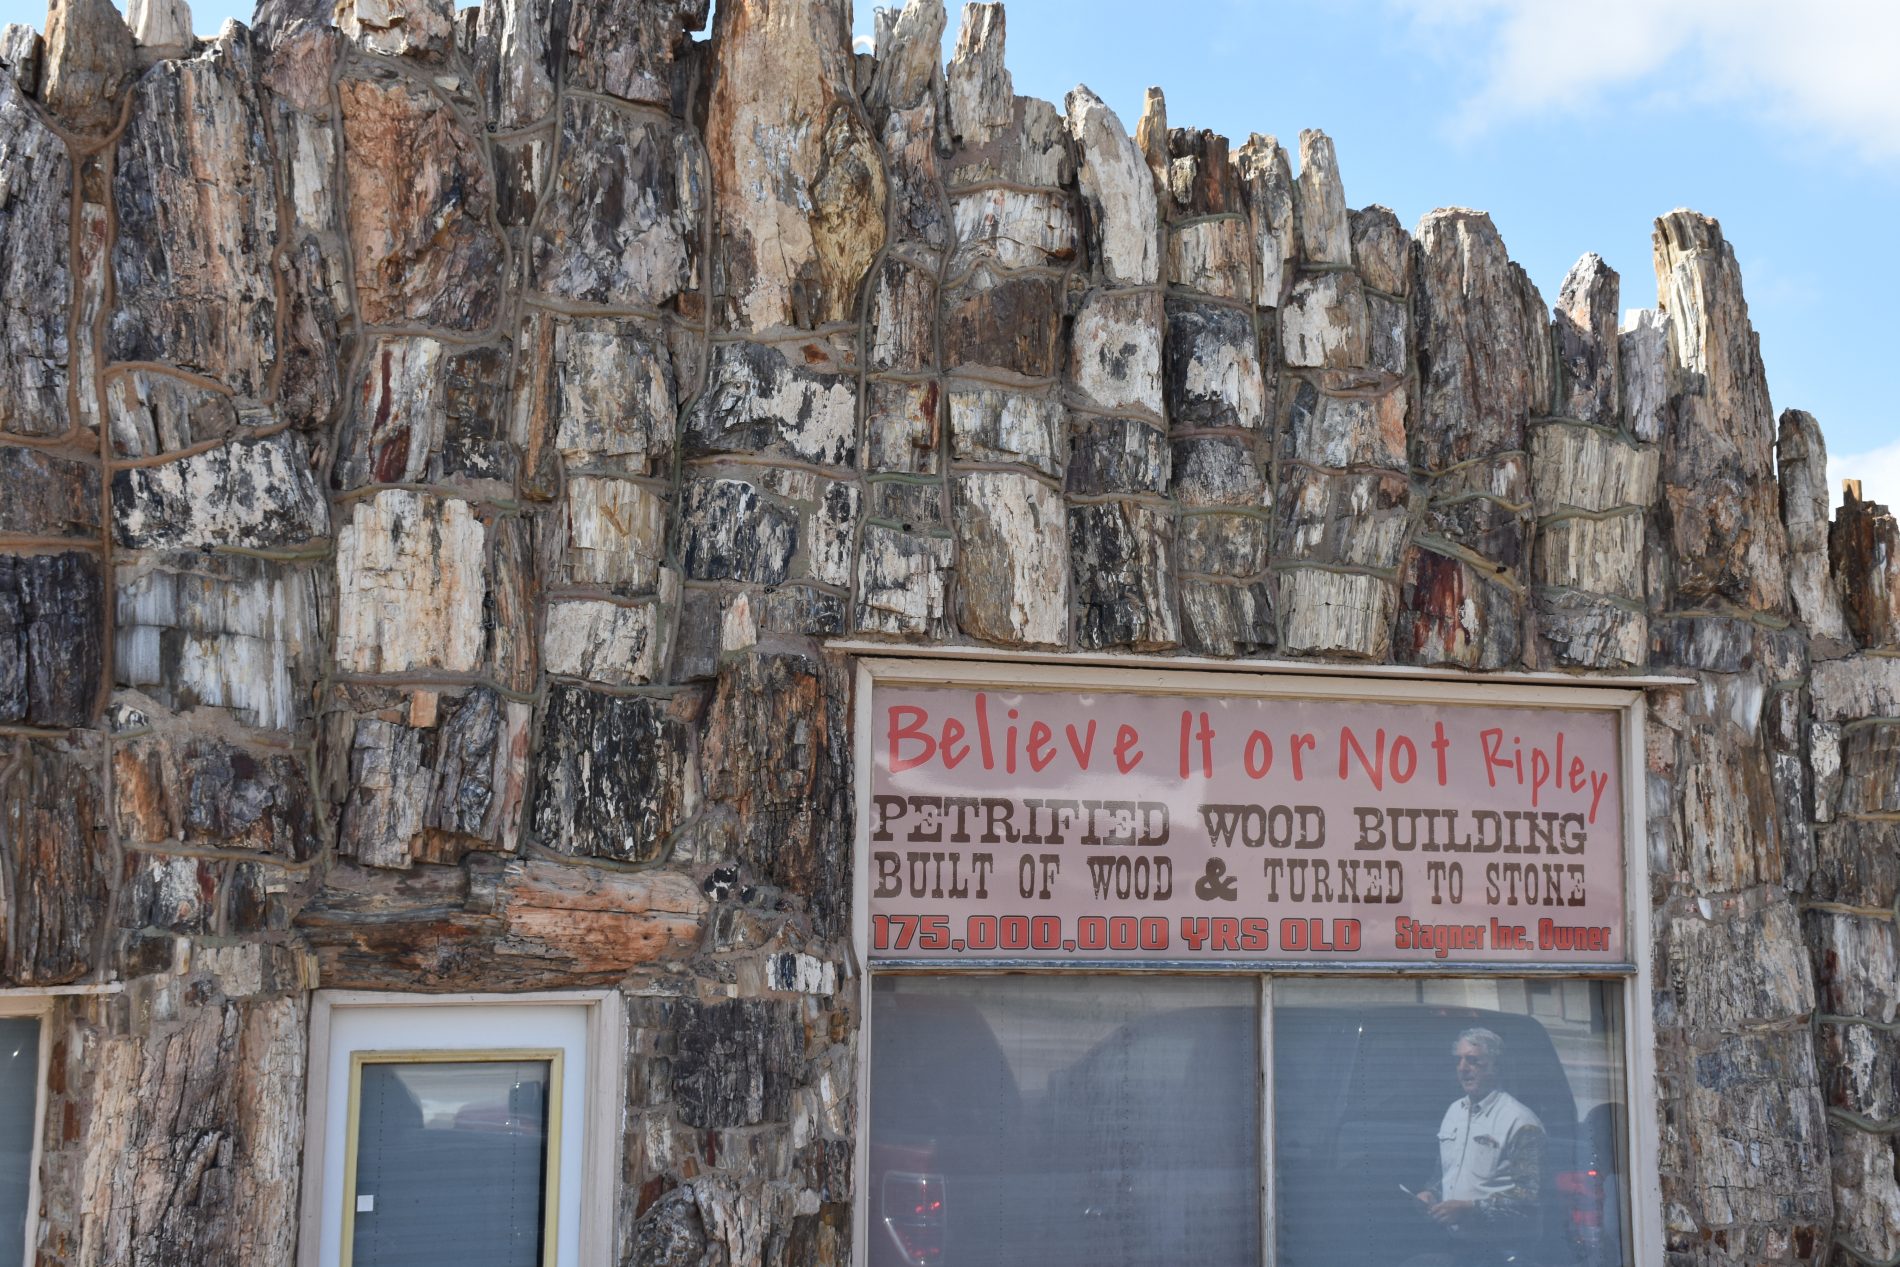 Believe It or Not Ripley
PETRIFIED WOOD BUILDING
BUILT OF WOOD & TURNED TO STONE
175,000,000 YRS OLD Stagner Inc. Owner